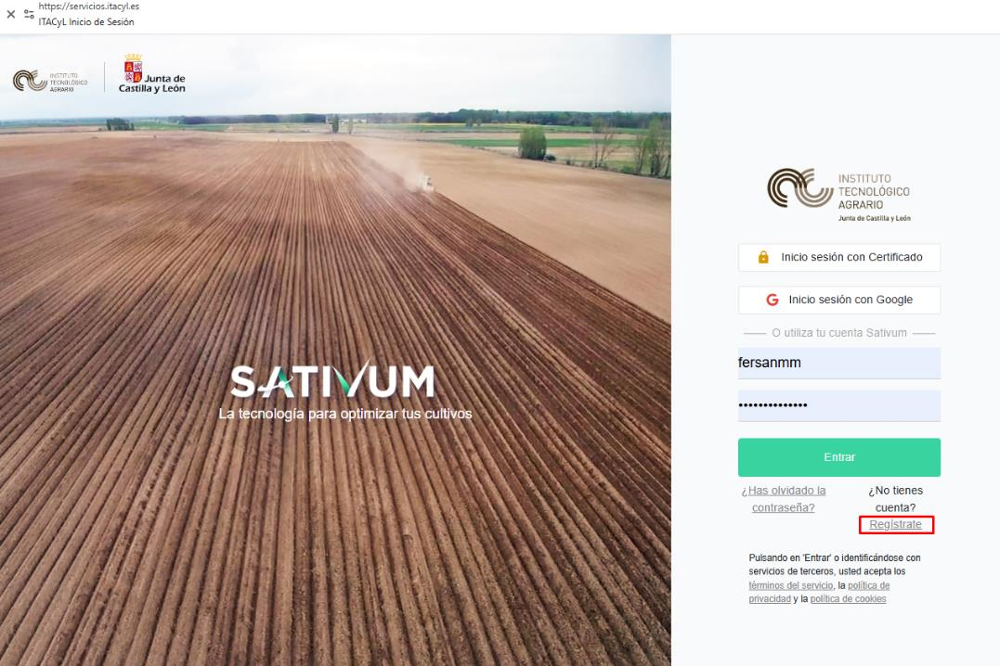 https://servicios.itacyl.es
ITACyL Inicio de Sesión
INSTITUTO
TECNOLÓGICO
AGRARIO
Junta de
Castilla y León
INSTITUTO
TECNOLÓGICO
AGRARIO
Junta de Castilla y León
Inicio sesión con Certificado
Inicio sesión con Google
O utiliza tu cuenta Sativum
fersanmm
••••••••••••••
SATIVUM
La tecnología para optimizar tus cultivos
Entrar
¿Has olvidado la
contraseña?
¿No tienes
cuenta?
Regístrate
Pulsando en 'Entrar' o identificándose con
servicios de terceros, usted acepta los
términos del servicio, la política de
privacidad y la política de cookies